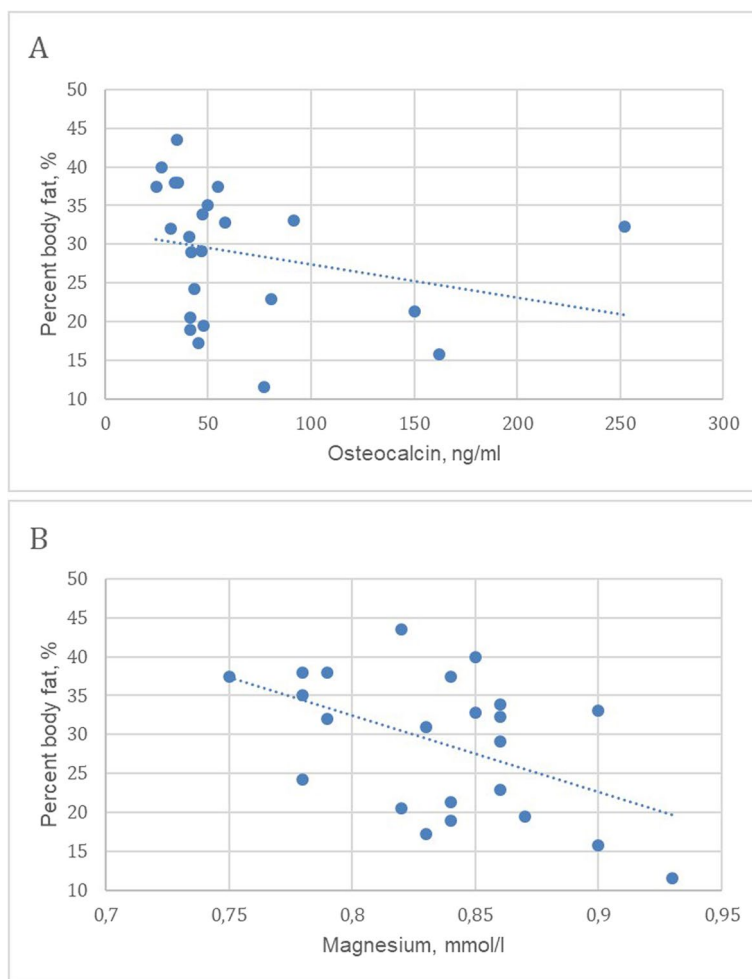 A
50
45
40
35
30
25
20
15
10
Percent body fat, %
0 50 100 150 200 250 300
Osteocalcin, ng/ml
B
50
45
40
35
30
25
20
15
10
Percent body fat, %
0,7 0,75 0,8 0,85 0,9 0,95
Magnesium, mmol/l